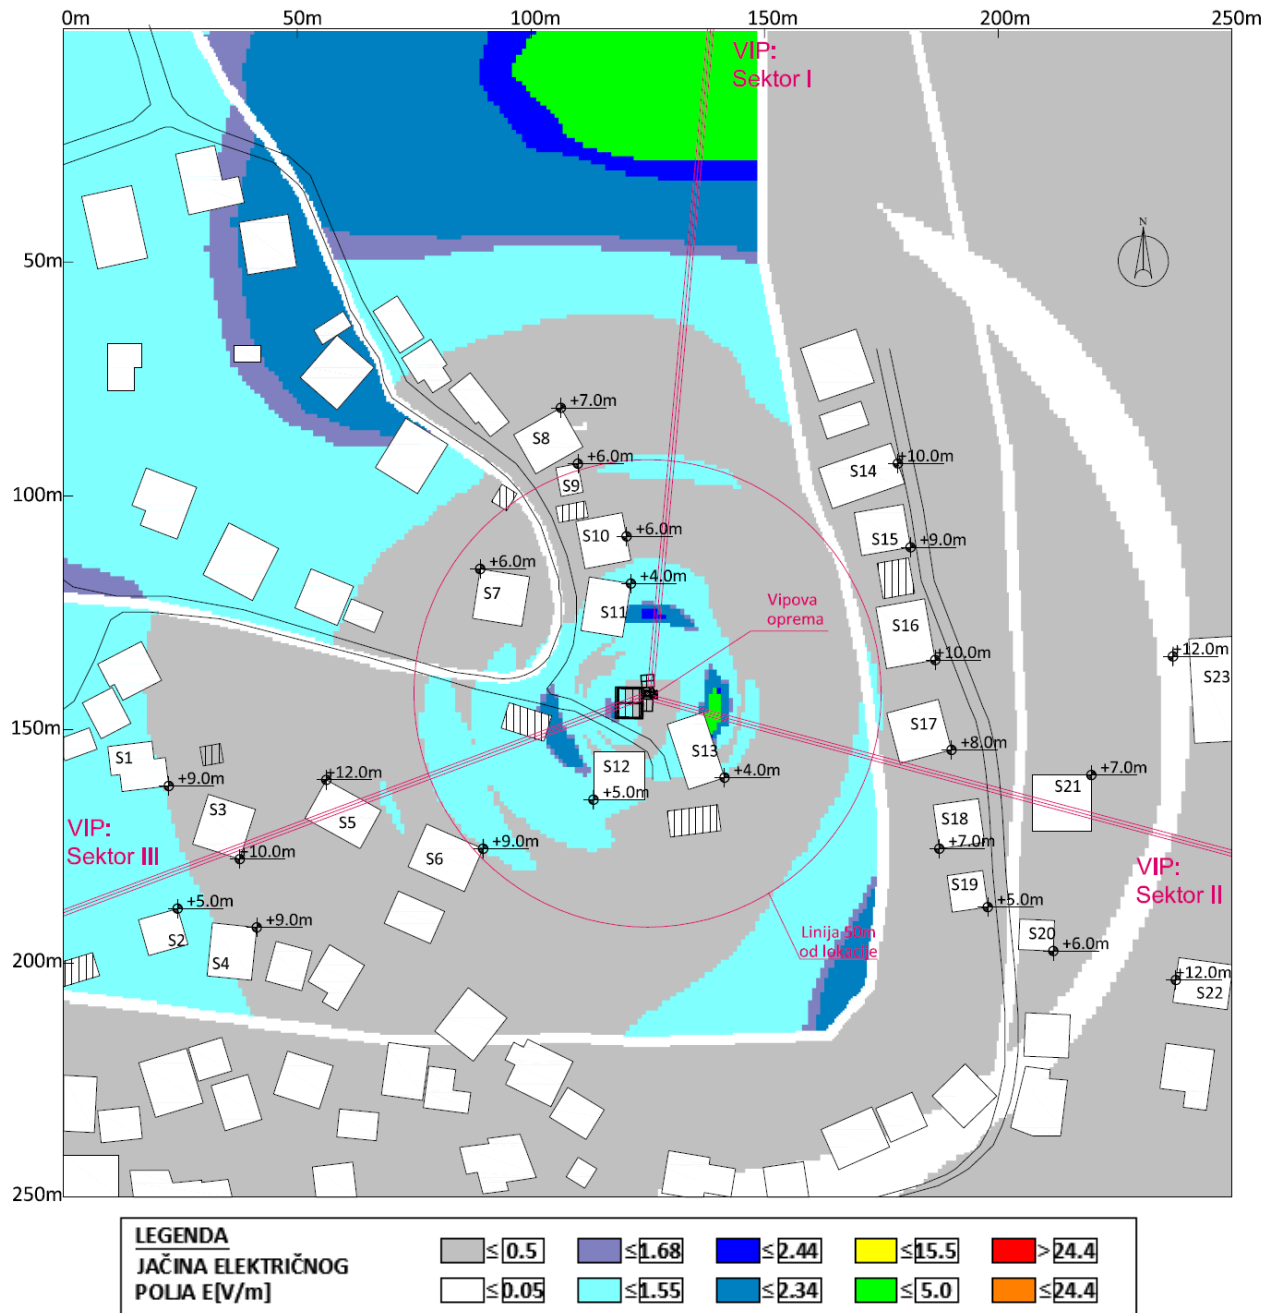 0m 50m 100m 150m 200m 250m
VIP:
Sektor I
N
50m
+7.0m
S8
+6.0m
S9
+10.0m
S14
100m
S10
+6.0m
S15
+9.0m
+6.0m
S7
+4.0m
S11
Vipova
oprema
S16
+10.0m
+12.0m
S23
150m
S1
+9.0m
+12.0m
S5
S13
S12
+4.0m
+5.0m
S17
+8.0m
+7.0m
S21
S3
VIP:
Sektor III
+10.0m
S6
+9.0m
S18
+7.0m
VIP:
Sektor II
S19
+5.0m
+5.0m
S2
+9.0m
S4
Linija 50m
od lokacije
S20
+6.0m
200m
+12.0m
S22
250m
LEGENDA
JAČINA ELEKTRIČNOG
POLJA E[V/m]
≤ 0.5 ≤1.68 ≤2.44 ≤15.5 >24.4
≤0.05 ≤1.55 ≤2.34 ≤ 5.0 ≤24.4